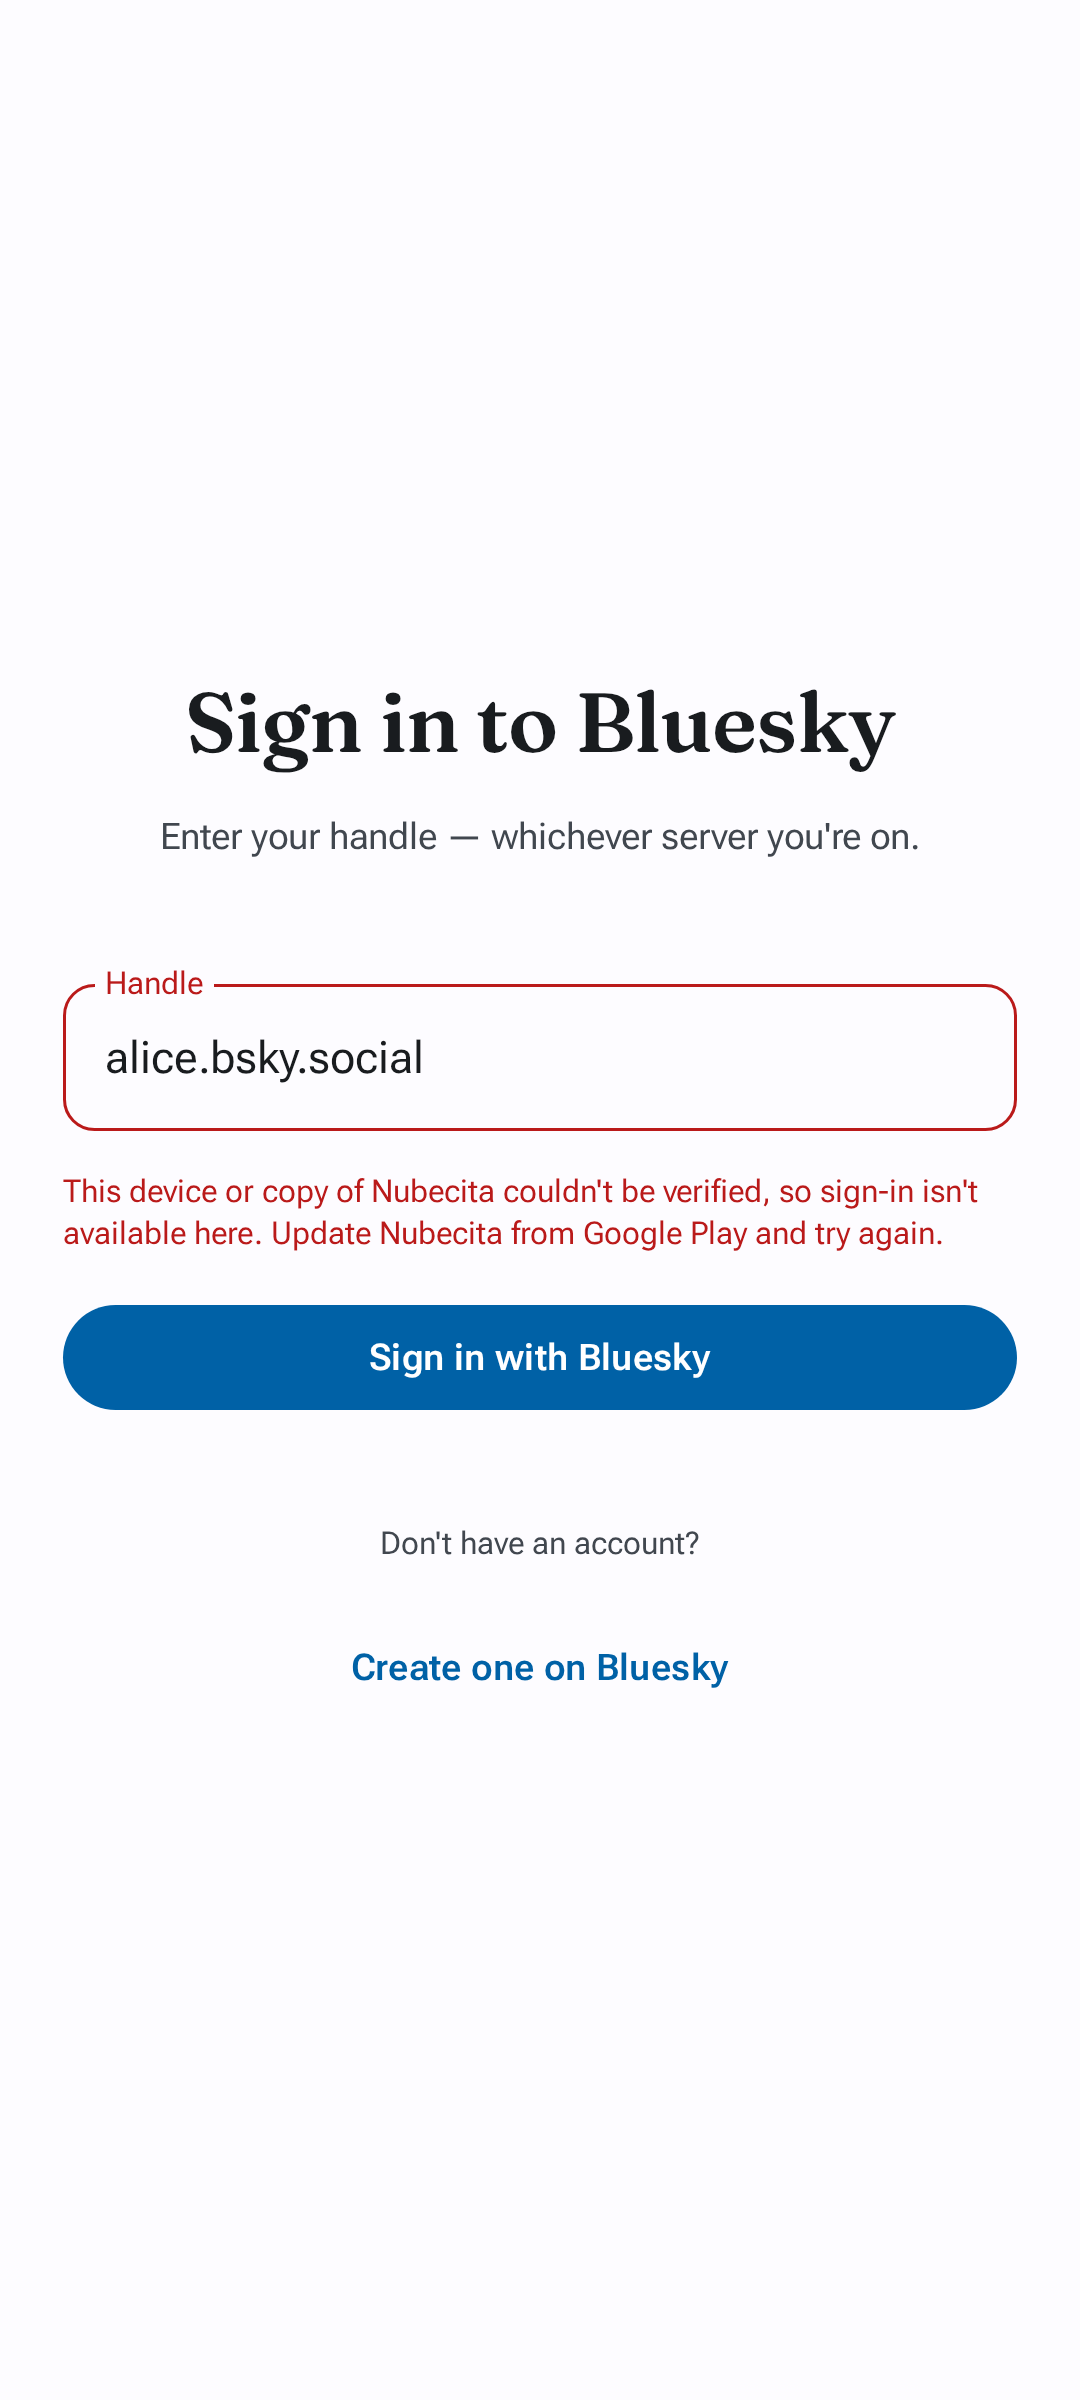 Sign in to Bluesky
Enter your handle — whichever server you're on.
Handle
alice.bsky.social
This device or copy of Nubecita couldn't be verified, so sign-in isn't
available here. Update Nubecita from Google Play and try again.
Sign in with Bluesky
Don't have an account?
Create one on Bluesky